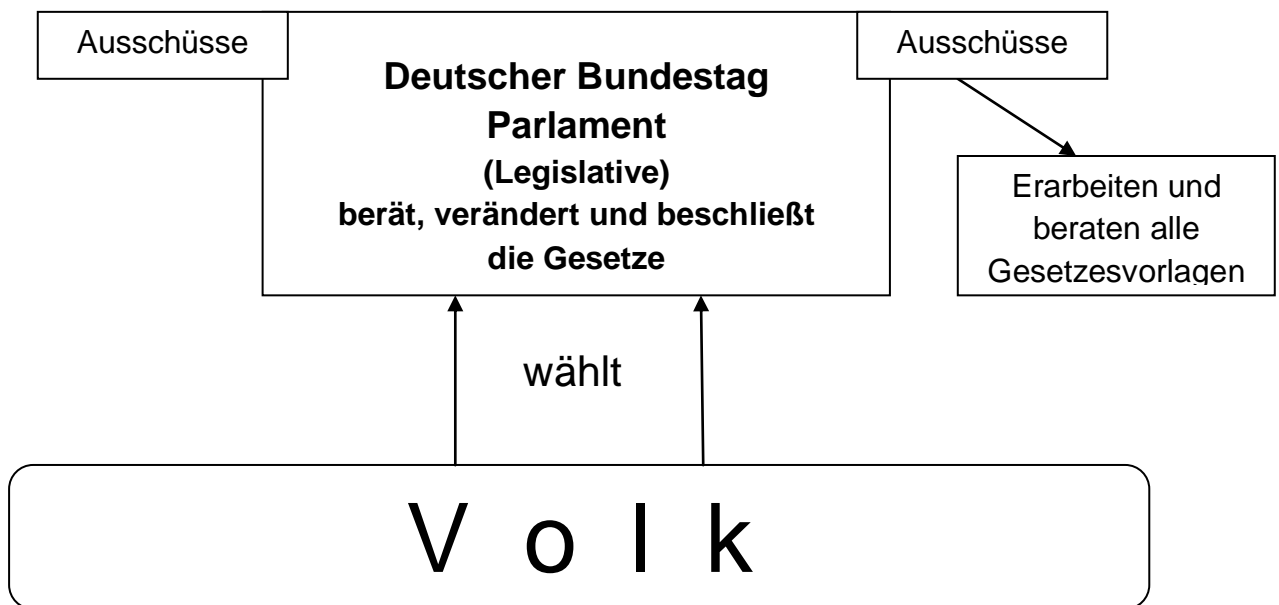 Ausschüsse
Ausschüsse
Deutscher Bundestag
Parlament
(Legislative)
berät, verändert und beschließt
die Gesetze
Erarbeiten und
beraten alle
Gesetzesvorlagen
wählt
V o l k